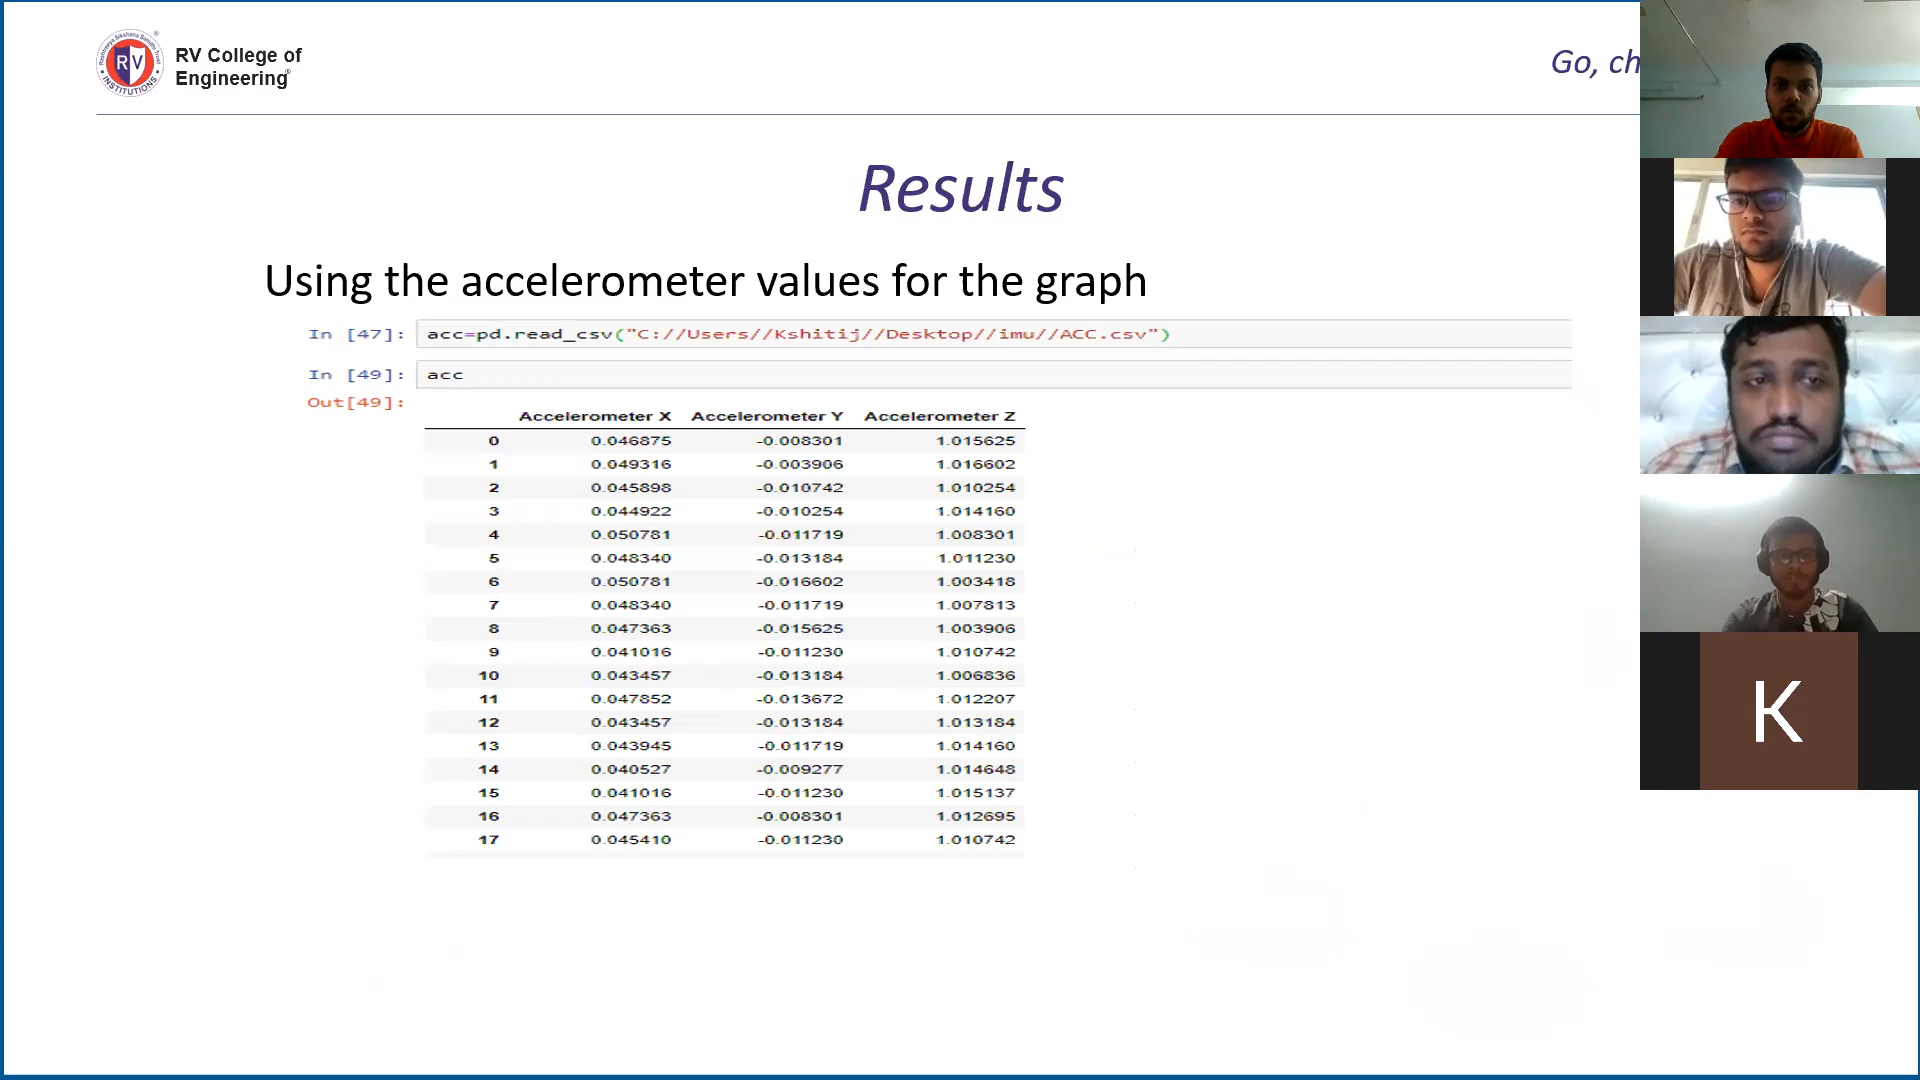 RV College of
Engineering
Go, ch
RV
INSTITUTIONS
Results
Using the accelerometer values for the graph
In [47]: acc=pd.read_csv("C://Users//Kshitij//Desktop//imu//ACC.csv")
In [49]: acc
Out[49]:
Accelerometer X Accelerometer Y Accelerometer Z
0 0.046875 -0.008301 1.015625
1 0.049316 -0.003906 1.016602
2 0.045898 -0.010742 1.010254
3 0.044922 -0.010254 1.014160
4 0.050781 -0.011719 1.008301
5 0.048340 -0.013184 1.011230
6 0.050781 -0.016602 1.003418
7 0.048340 -0.011719 1.007813
8 0.047363 -0.015625 1.003906
9 0.041016 -0.011230 1.010742
10 0.043457 -0.013184 1.006836
11 0.047852 -0.013672 1.012207
12 0.043457 -0.013184 1.013184
13 0.043945 -0.011719 1.014160
14 0.040527 -0.009277 1.014648
15 0.041016 -0.011230 1.015137
16 0.047363 -0.008301 1.012695
17 0.045410 -0.011230 1.010742
K